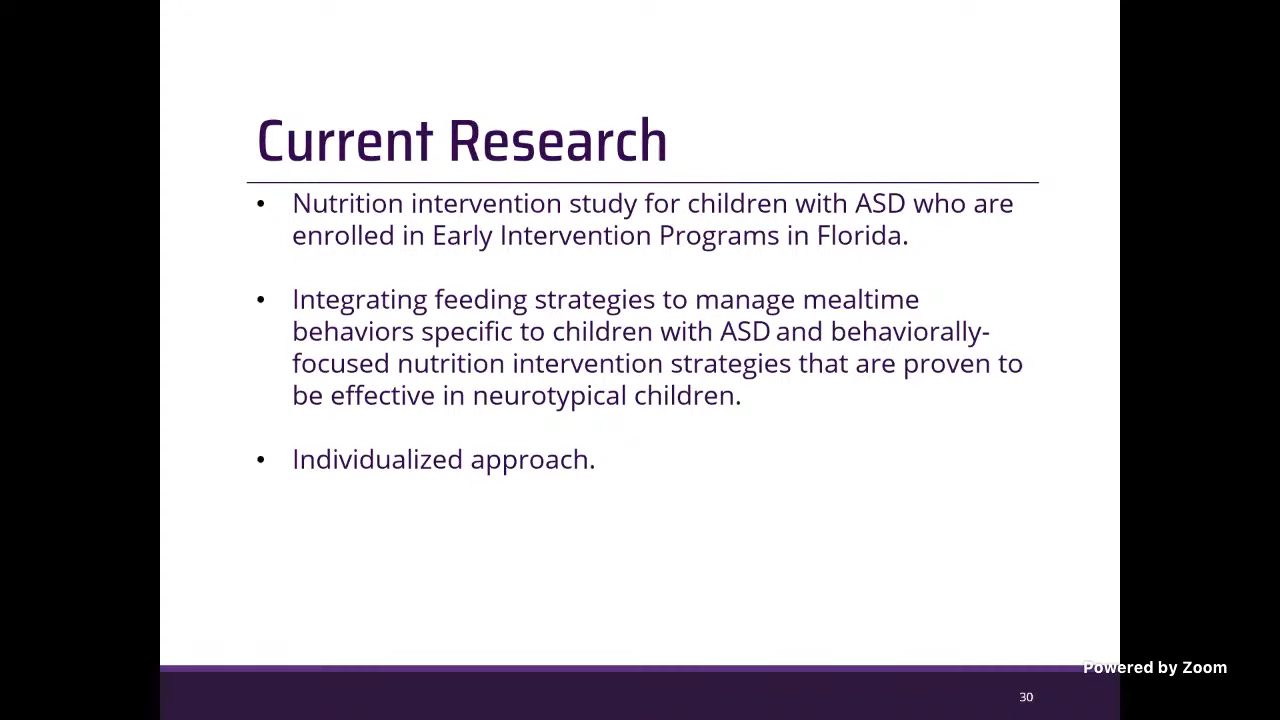 Current Research
• Nutrition intervention study for children with ASD who are
enrolled in Early Intervention Programs in Florida.
• Integrating feeding strategies to manage mealtime
behaviors specific to children with ASD and behaviorally-
focused nutrition intervention strategies that are proven to
be effective in neurotypical children.
• Individualized approach.
Powered by Zoom
30